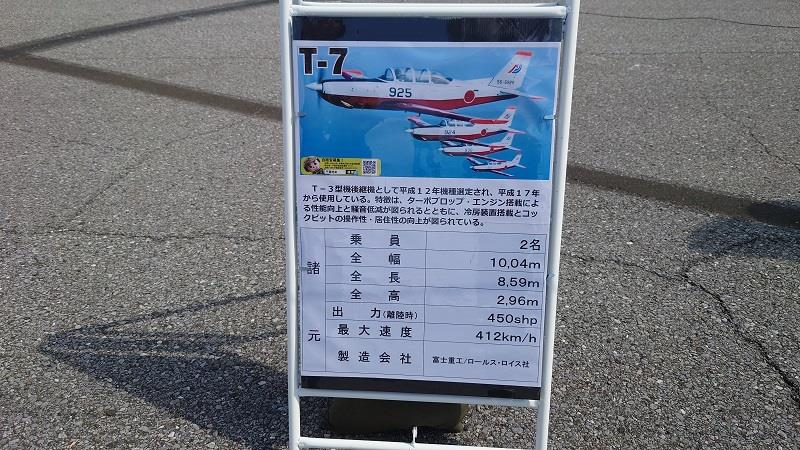 T-7
925
924
T－3型機後継機として平成12年機種選定され、平成17年
から使用している。特徴は、ターボプロップ・エンジン搭載によ
る性能向上と騒音低減が図られるとともに、冷房装置搭載とコッ
クピットの操作性・居住性の向上が図られている。
諸元
乗員 2名
全幅 10,04m
全長 8,59m
全高 2,96m
出力(離陸時) 450shp
最大速度 412km/h
製造会社 富士重工/ロールス・ロイス社